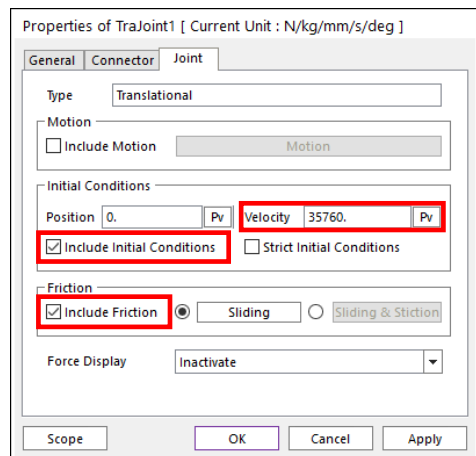 Properties of TraJoint1 [ Current Unit : N/kg/mm/s/deg ]
General Connector Joint
Type Translational
Motion
Include Motion Motion
Initial Conditions
Position 0. Pv Velocity 35760. Pv
Include Initial Conditions Strict Initial Conditions
Friction
Include Friction Sliding Sliding & Stiction
Force Display Inactivate
Scope OK Cancel Apply